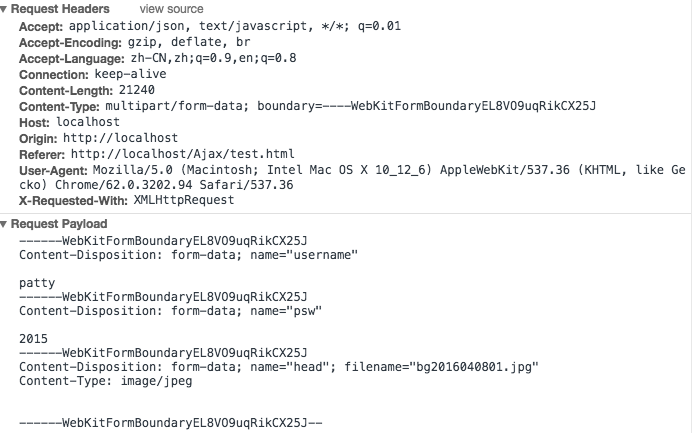 ▼ Request Headers view source
Accept: application/json, text/javascript, */*; q=0.01
Accept-Encoding: gzip, deflate, br
Accept-Language: zh-CN,zh;q=0.9,en;q=0.8
Connection: keep-alive
Content-Length: 21240
Content-Type: multipart/form-data; boundary=----WebKitFormBoundaryEL8VO9uqRikCX25J
Host: localhost
Origin: http://localhost
Referer: http://localhost/Ajax/test.html
User-Agent: Mozilla/5.0 (Macintosh; Intel Mac OS X 10_12_6) AppleWebKit/537.36 (KHTML, like Ge
cko) Chrome/62.0.3202.94 Safari/537.36
X-Requested-With: XMLHttpRequest
▼ Request Payload
------WebKitFormBoundaryEL8VO9uqRikCX25J
Content-Disposition: form-data; name="username"
patty
------WebKitFormBoundaryEL8VO9uqRikCX25J
Content-Disposition: form-data; name="psw"
2015
------WebKitFormBoundaryEL8VO9uqRikCX25J
Content-Disposition: form-data; name="head"; filename="bg2016040801.jpg"
Content-Type: image/jpeg
------WebKitFormBoundaryEL8VO9uqRikCX25J--